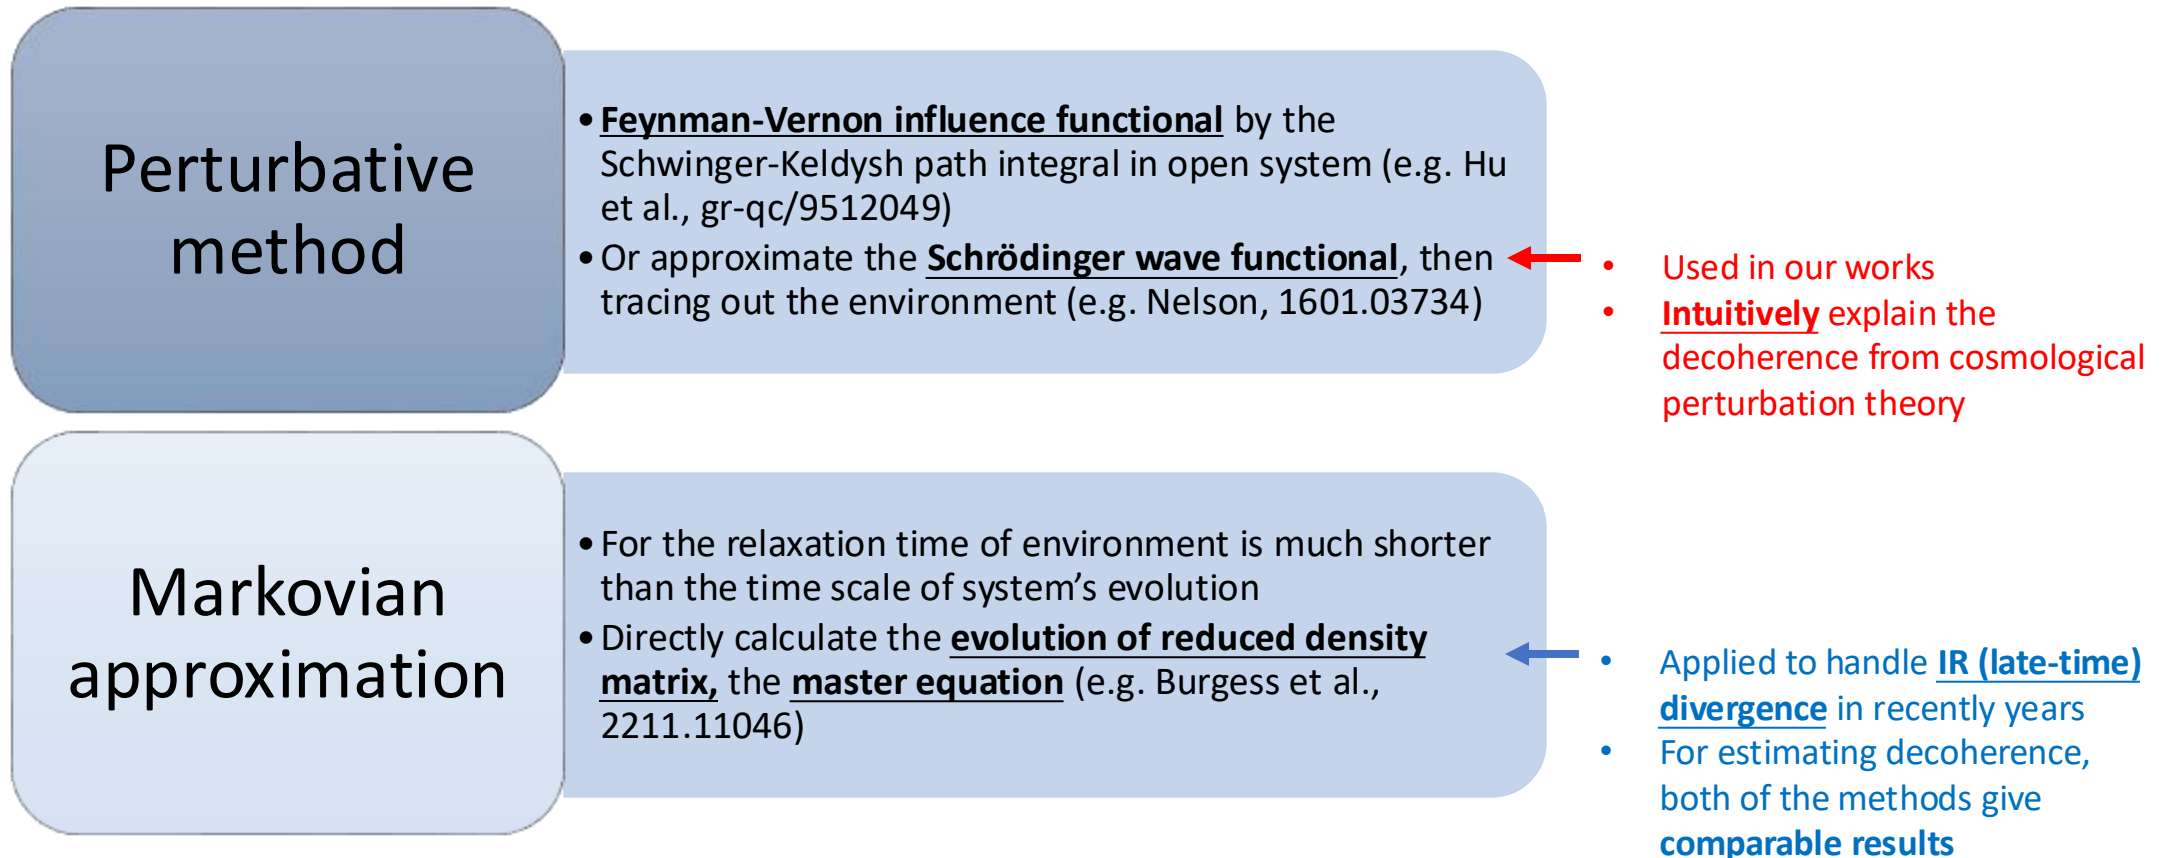 Perturbative
method
• Feynman-Vernon influence functional by the
Schwinger-Keldysh path integral in open system (e.g. Hu
et al., gr-qc/9512049)
• Or approximate the Schrödinger wave functional, then
tracing out the environment (e.g. Nelson, 1601.03734)
• Used in our works
• Intuitively explain the
decoherence from cosmological
perturbation theory
Markovian
approximation
• For the relaxation time of environment is much shorter
than the time scale of system’s evolution
• Directly calculate the evolution of reduced density
matrix, the master equation (e.g. Burgess et al.,
2211.11046)
• Applied to handle IR (late-time)
divergence in recently years
• For estimating decoherence,
both of the methods give
comparable results